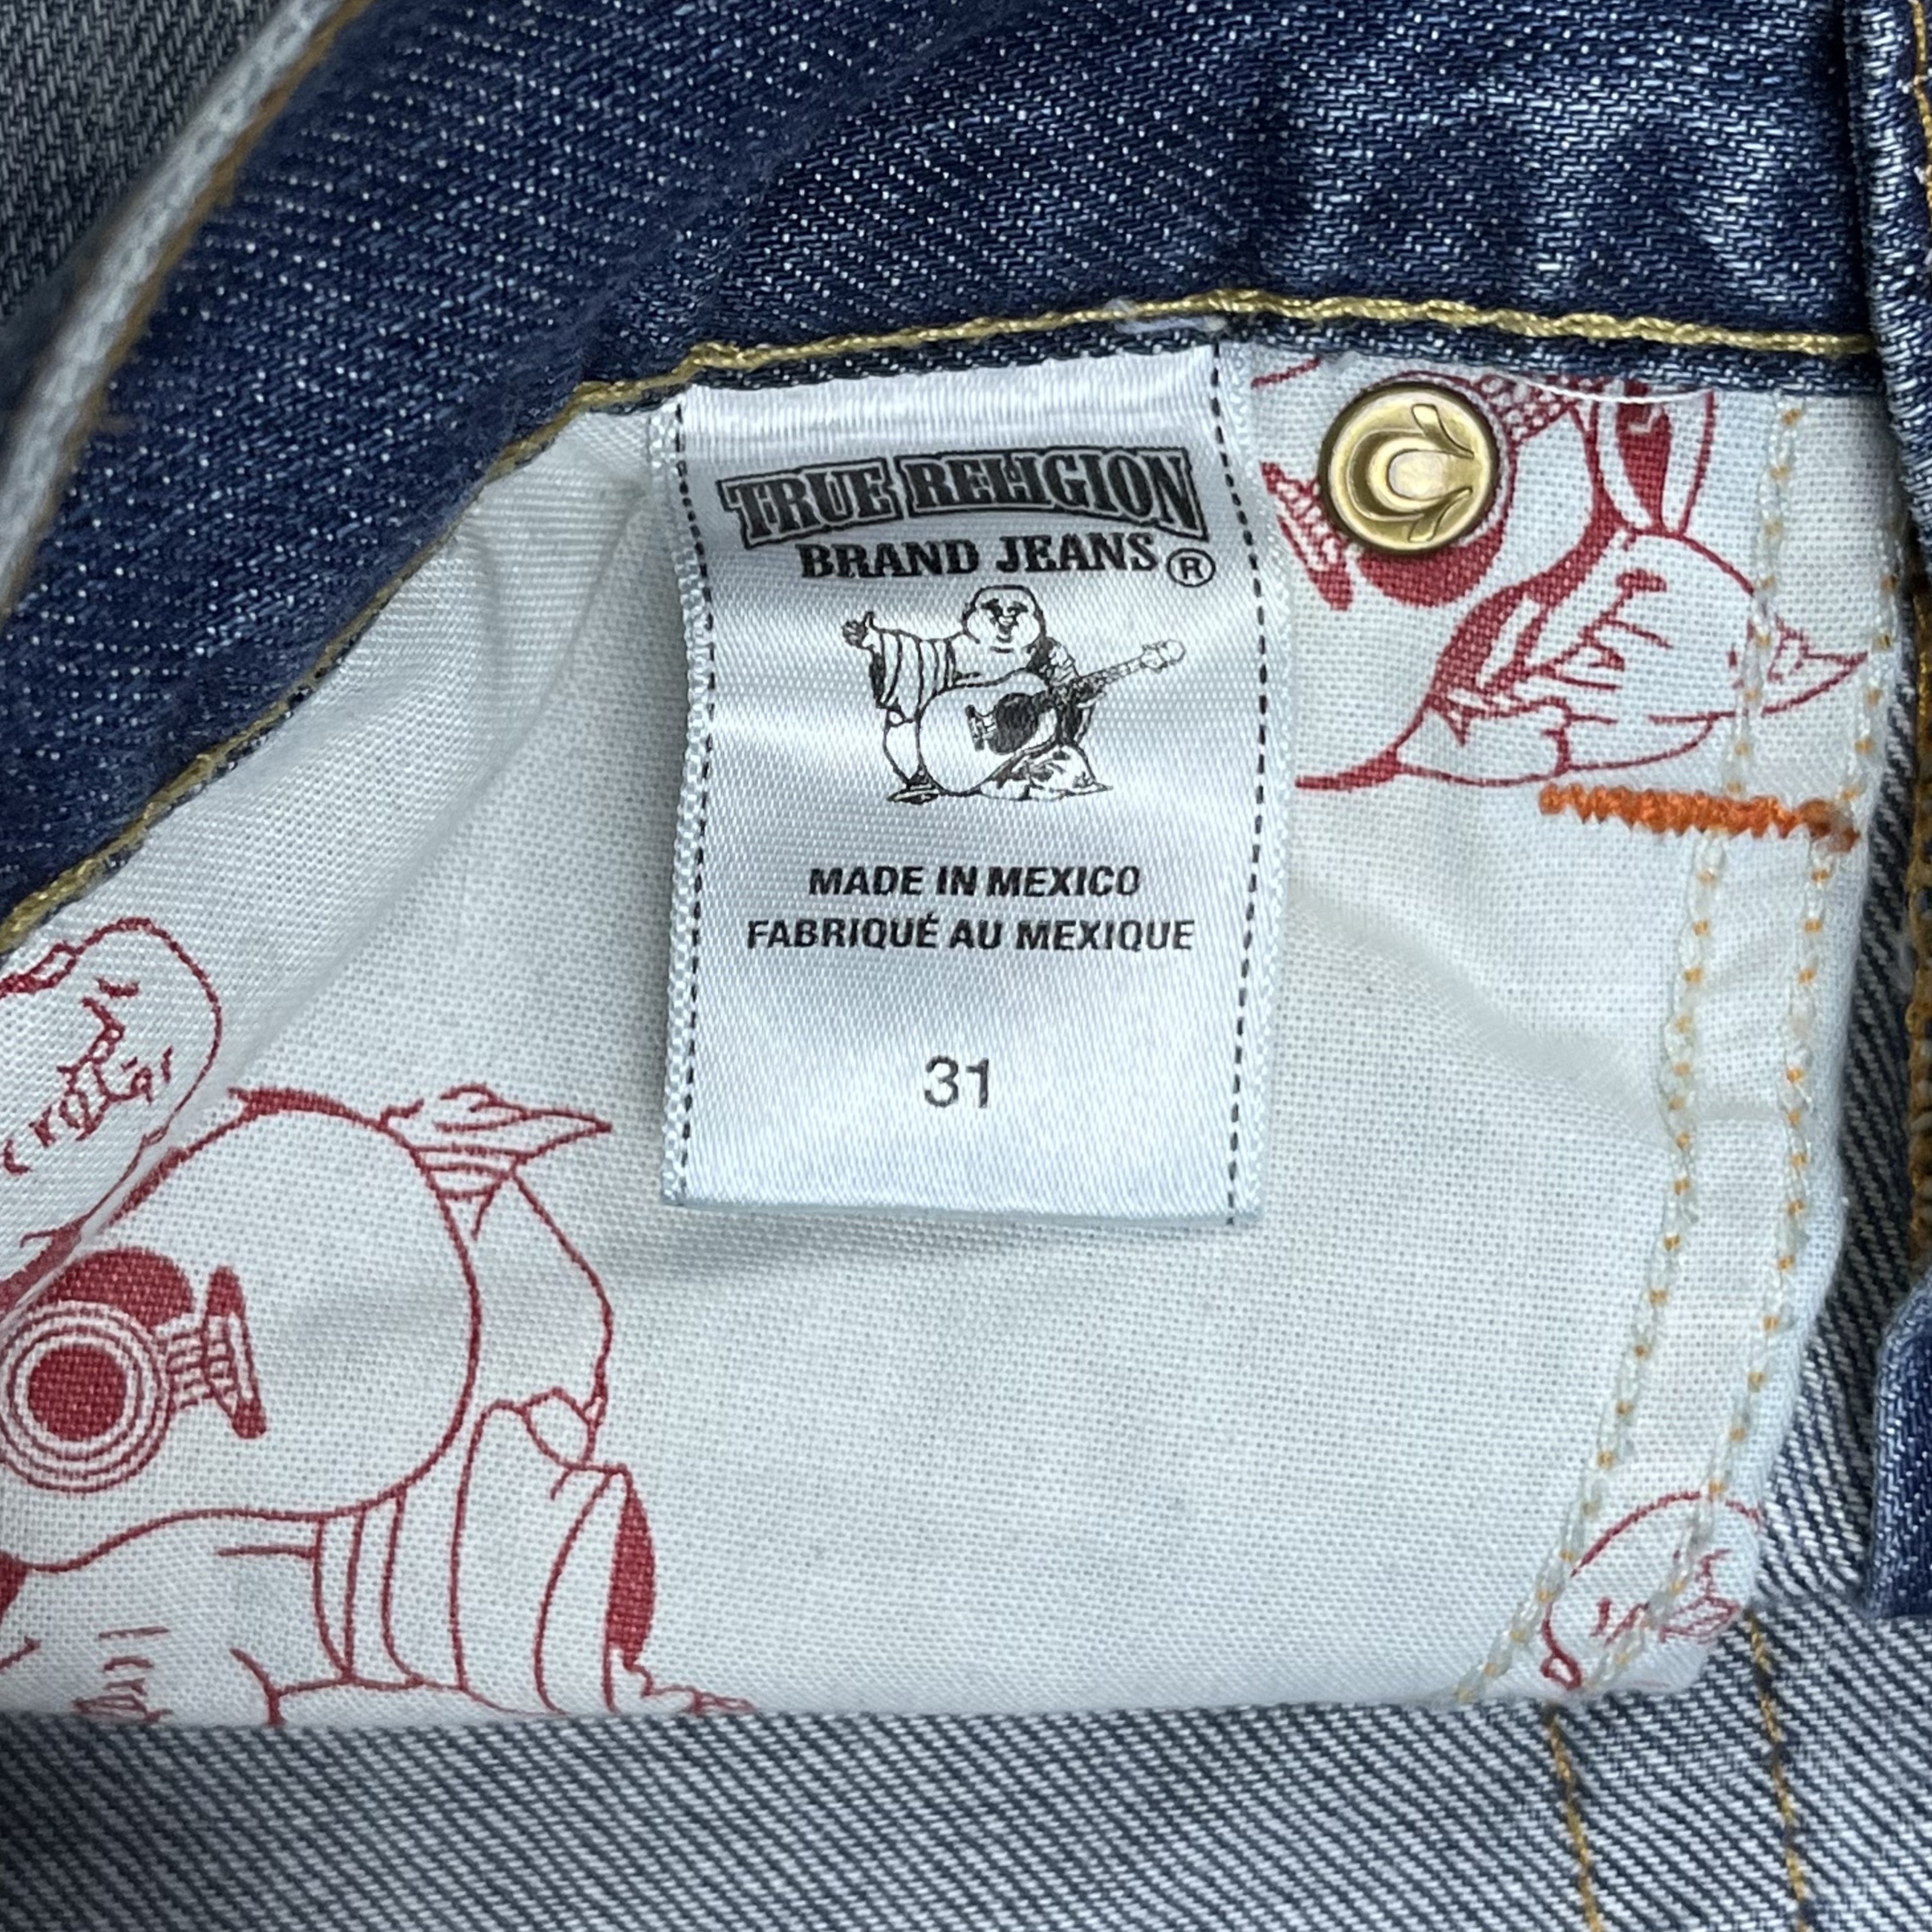 TRUE RELIGION
BRAND JEANS®
MADE IN MEXICO
FABRIQUÉ AU MEXIQUE
31